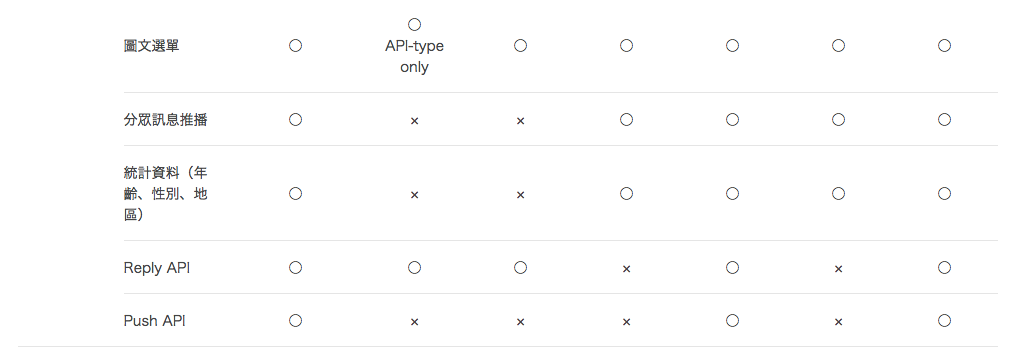 圖文選單 ○ ○ ○ ○ ○ ○ ○
API-type
only
分眾訊息推播 ○ × × ○ ○ ○ ○
統計資料（年
齡、性別、地
區） ○ × × ○ ○ ○ ○
Reply API ○ ○ ○ × ○ × ○
Push API ○ × × × ○ × ○